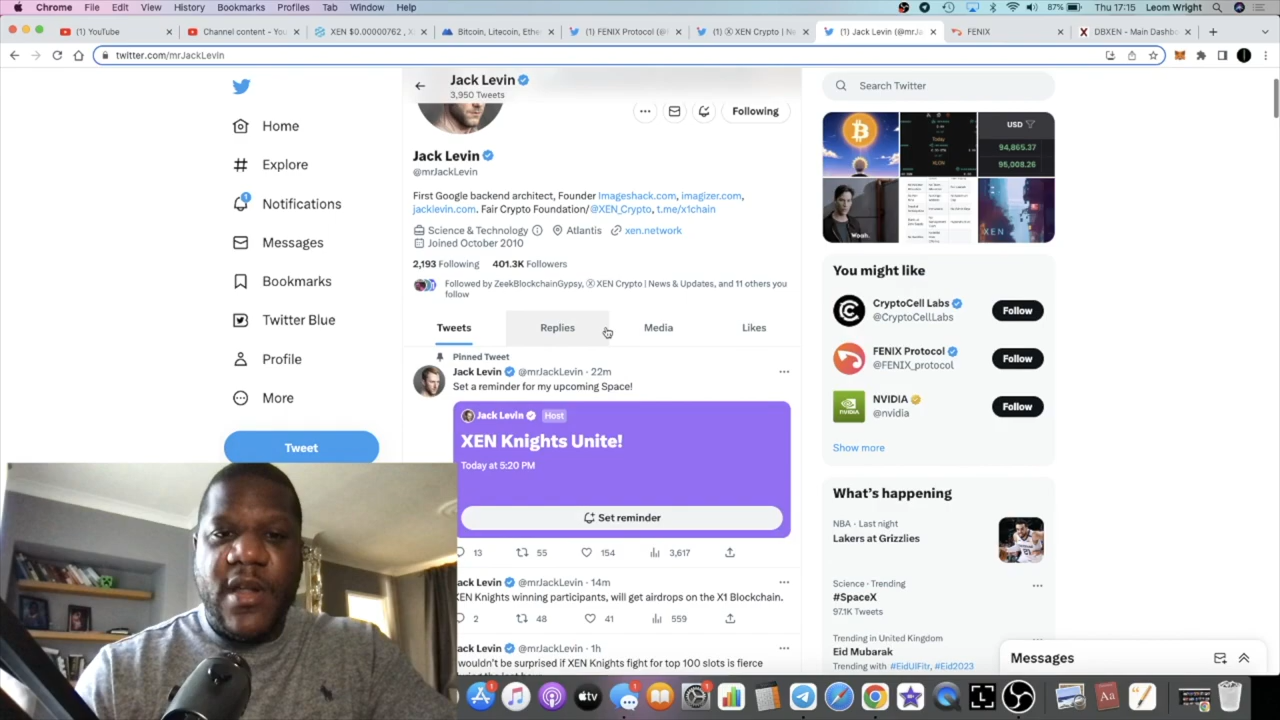 Chrome File Edit View History Bookmarks Profiles Tab Window Help
87% Thu 17:15 Leom Wright
(1) YouTube
Channel content - You
XEN $0.00000762 , X
Bitcoin, Litecoin, Ethe
(1) FENIX Protocol (@
(1) Ⓧ XEN Crypto | Ne
(1) Jack Levin (@mrJa
FENIX
DBXEN - Main Dashbo
twitter.com/mrJackLevin
Home
Explore
Notifications
Messages
Bookmarks
Twitter Blue
Profile
More
Tweet
Jack Levin
3,950 Tweets
Following
Jack Levin
@mrJackLevin
First Google backend architect, Founder Imageshack.com, imagizer.com,
jacklevin.com. Fair Crypto Foundation/@XEN_Crypto, t.me/x1chain
Science & Technology Atlantis xen.network
Joined October 2010
2,193 Following 401.3K Followers
Followed by ZeekBlockchainGypsy, ⓍXEN Crypto | News & Updates, and 11 others you
follow
Tweets Replies Media Likes
Pinned Tweet
Jack Levin @mrJackLevin · 22m
Set a reminder for my upcoming Space!
Jack Levin Host
XEN Knights Unite!
Today at 5:20 PM
Set reminder
13 55 154 3,617
ack Levin @mrJackLevin · 14m
XEN Knights winning participants, will get airdrops on the X1 Blockchain.
2 48 41 559
ack Levin @mrJackLevin · 1h
wouldn't be surprised if XEN Knights fight for top 100 slots is fierce
Search Twitter
USD
94,865.37
95,008.26
Woah.
XEN
You might like
CryptoCell Labs
@CryptoCellLabs
Follow
FENIX Protocol
@FENIX_protocol
Follow
NVIDIA
@nvidia
Follow
Show more
What's happening
NBA · Last night
Lakers at Grizzlies
Science · Trending
#SpaceX
97.1K Tweets
Trending in United Kingdom
Eid Mubarak
Trending with #EidUlFitr, #Eid2023
Messages